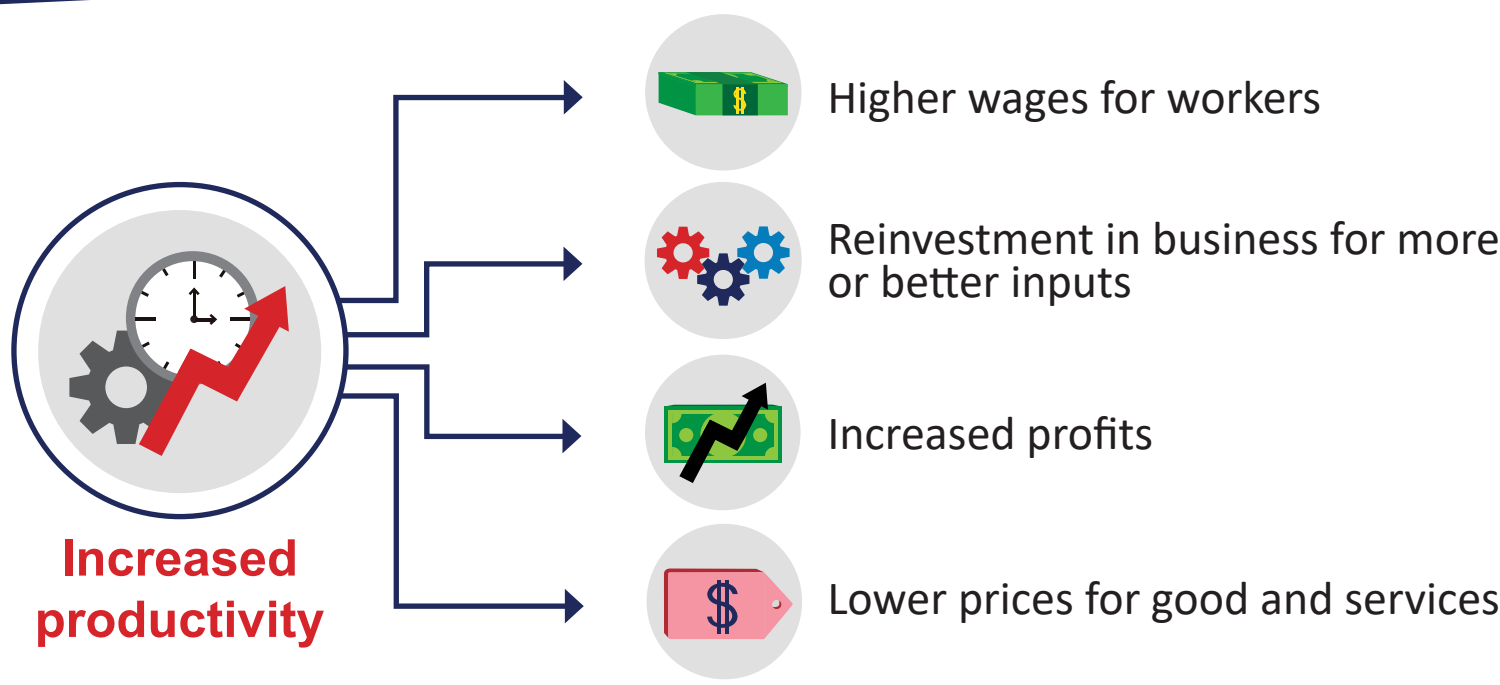 Higher wages for workers
Reinvestment in business for more
or better inputs
Increased profits
Lower prices for good and services
Increased
productivity